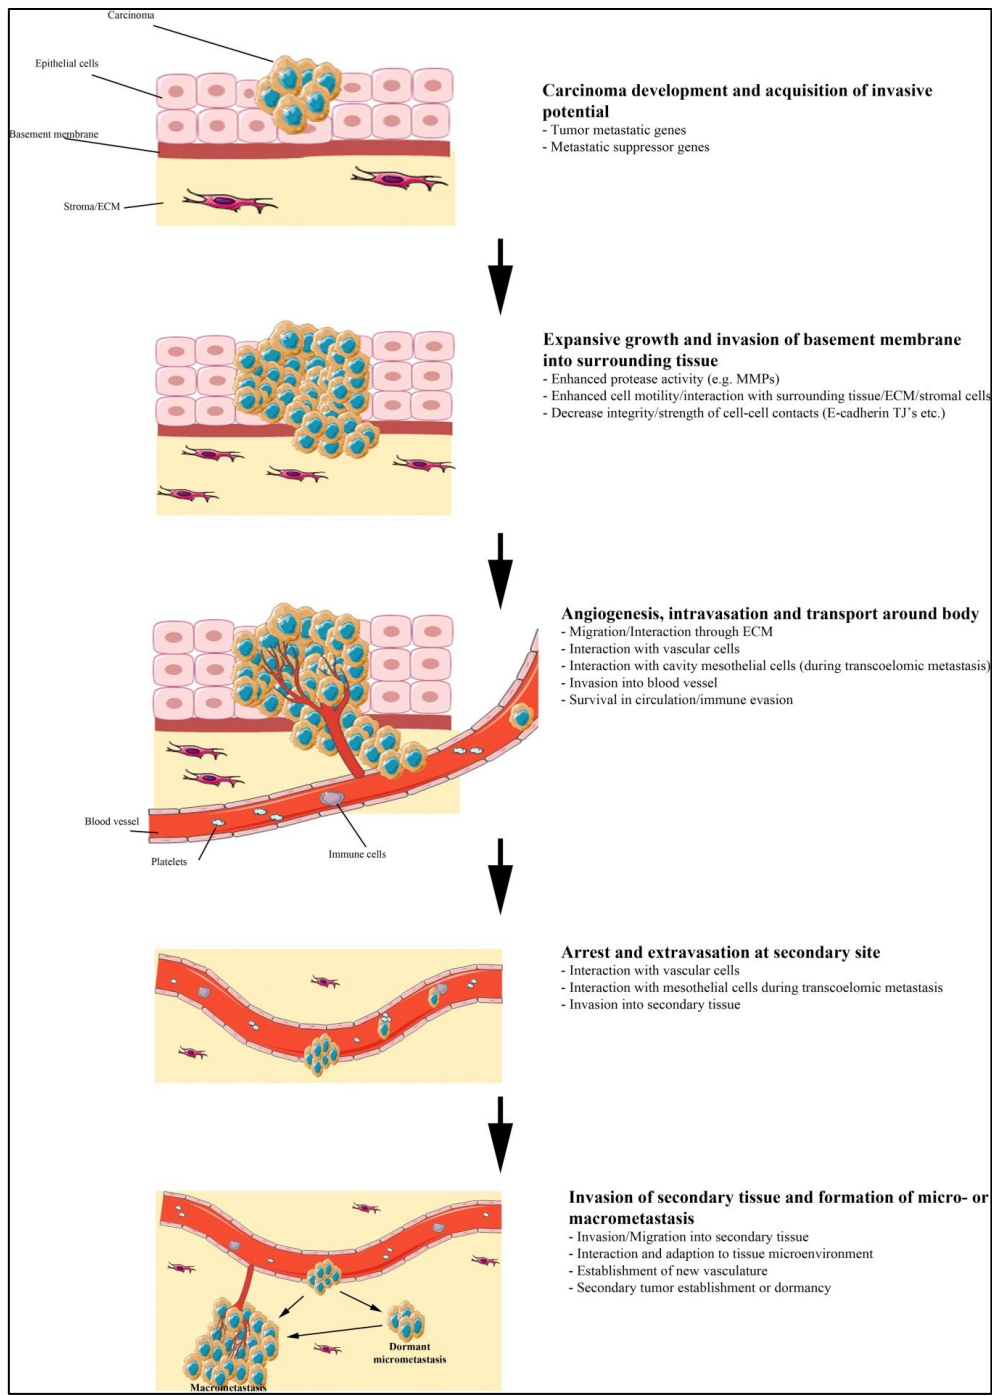 Carcinoma
Epithelial cells
Basement membrane
Stroma/ECM
Carcinoma development and acquisition of invasive
potential
- Tumor metastatic genes
- Metastatic suppressor genes
Expansive growth and invasion of basement membrane
into surrounding tissue
- Enhanced protease activity (e.g. MMPs)
- Enhanced cell motility/interaction with surrounding tissue/ECM/stromal cells
- Decrease integrity/strength of cell-cell contacts (E-cadherin TJ's etc.)
Angiogenesis, intravasation and transport around body
- Migration/Interaction through ECM
- Interaction with vascular cells
- Interaction with cavity mesothelial cells (during transcoelomic metastasis)
- Invasion into blood vessel
- Survival in circulation/immune evasion
Blood vessel
Platelets
Immune cells
Arrest and extravasation at secondary site
- Interaction with vascular cells
- Interaction with mesothelial cells during transcoelomic metastasis
- Invasion into secondary tissue
Invasion of secondary tissue and formation of micro- or
macrometastasis
- Invasion/Migration into secondary tissue
- Interaction and adaption to tissue microenvironment
- Establishment of new vasculature
- Secondary tumor establishment or dormancy
Dormant
micrometastasis
Macrometastasis